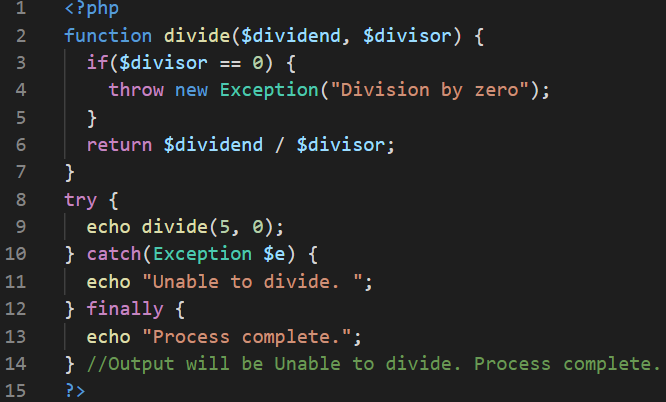 1 <?php
2 function divide($dividend, $divisor) {
3   if($divisor == 0) {
4     throw new Exception("Division by zero");
5   }
6   return $dividend / $divisor;
7 }
8 try {
9   echo divide(5, 0);
10 } catch(Exception $e) {
11   echo "Unable to divide. ";
12 } finally {
13   echo "Process complete.";
14 } //Output will be Unable to divide. Process complete.
15 ?>